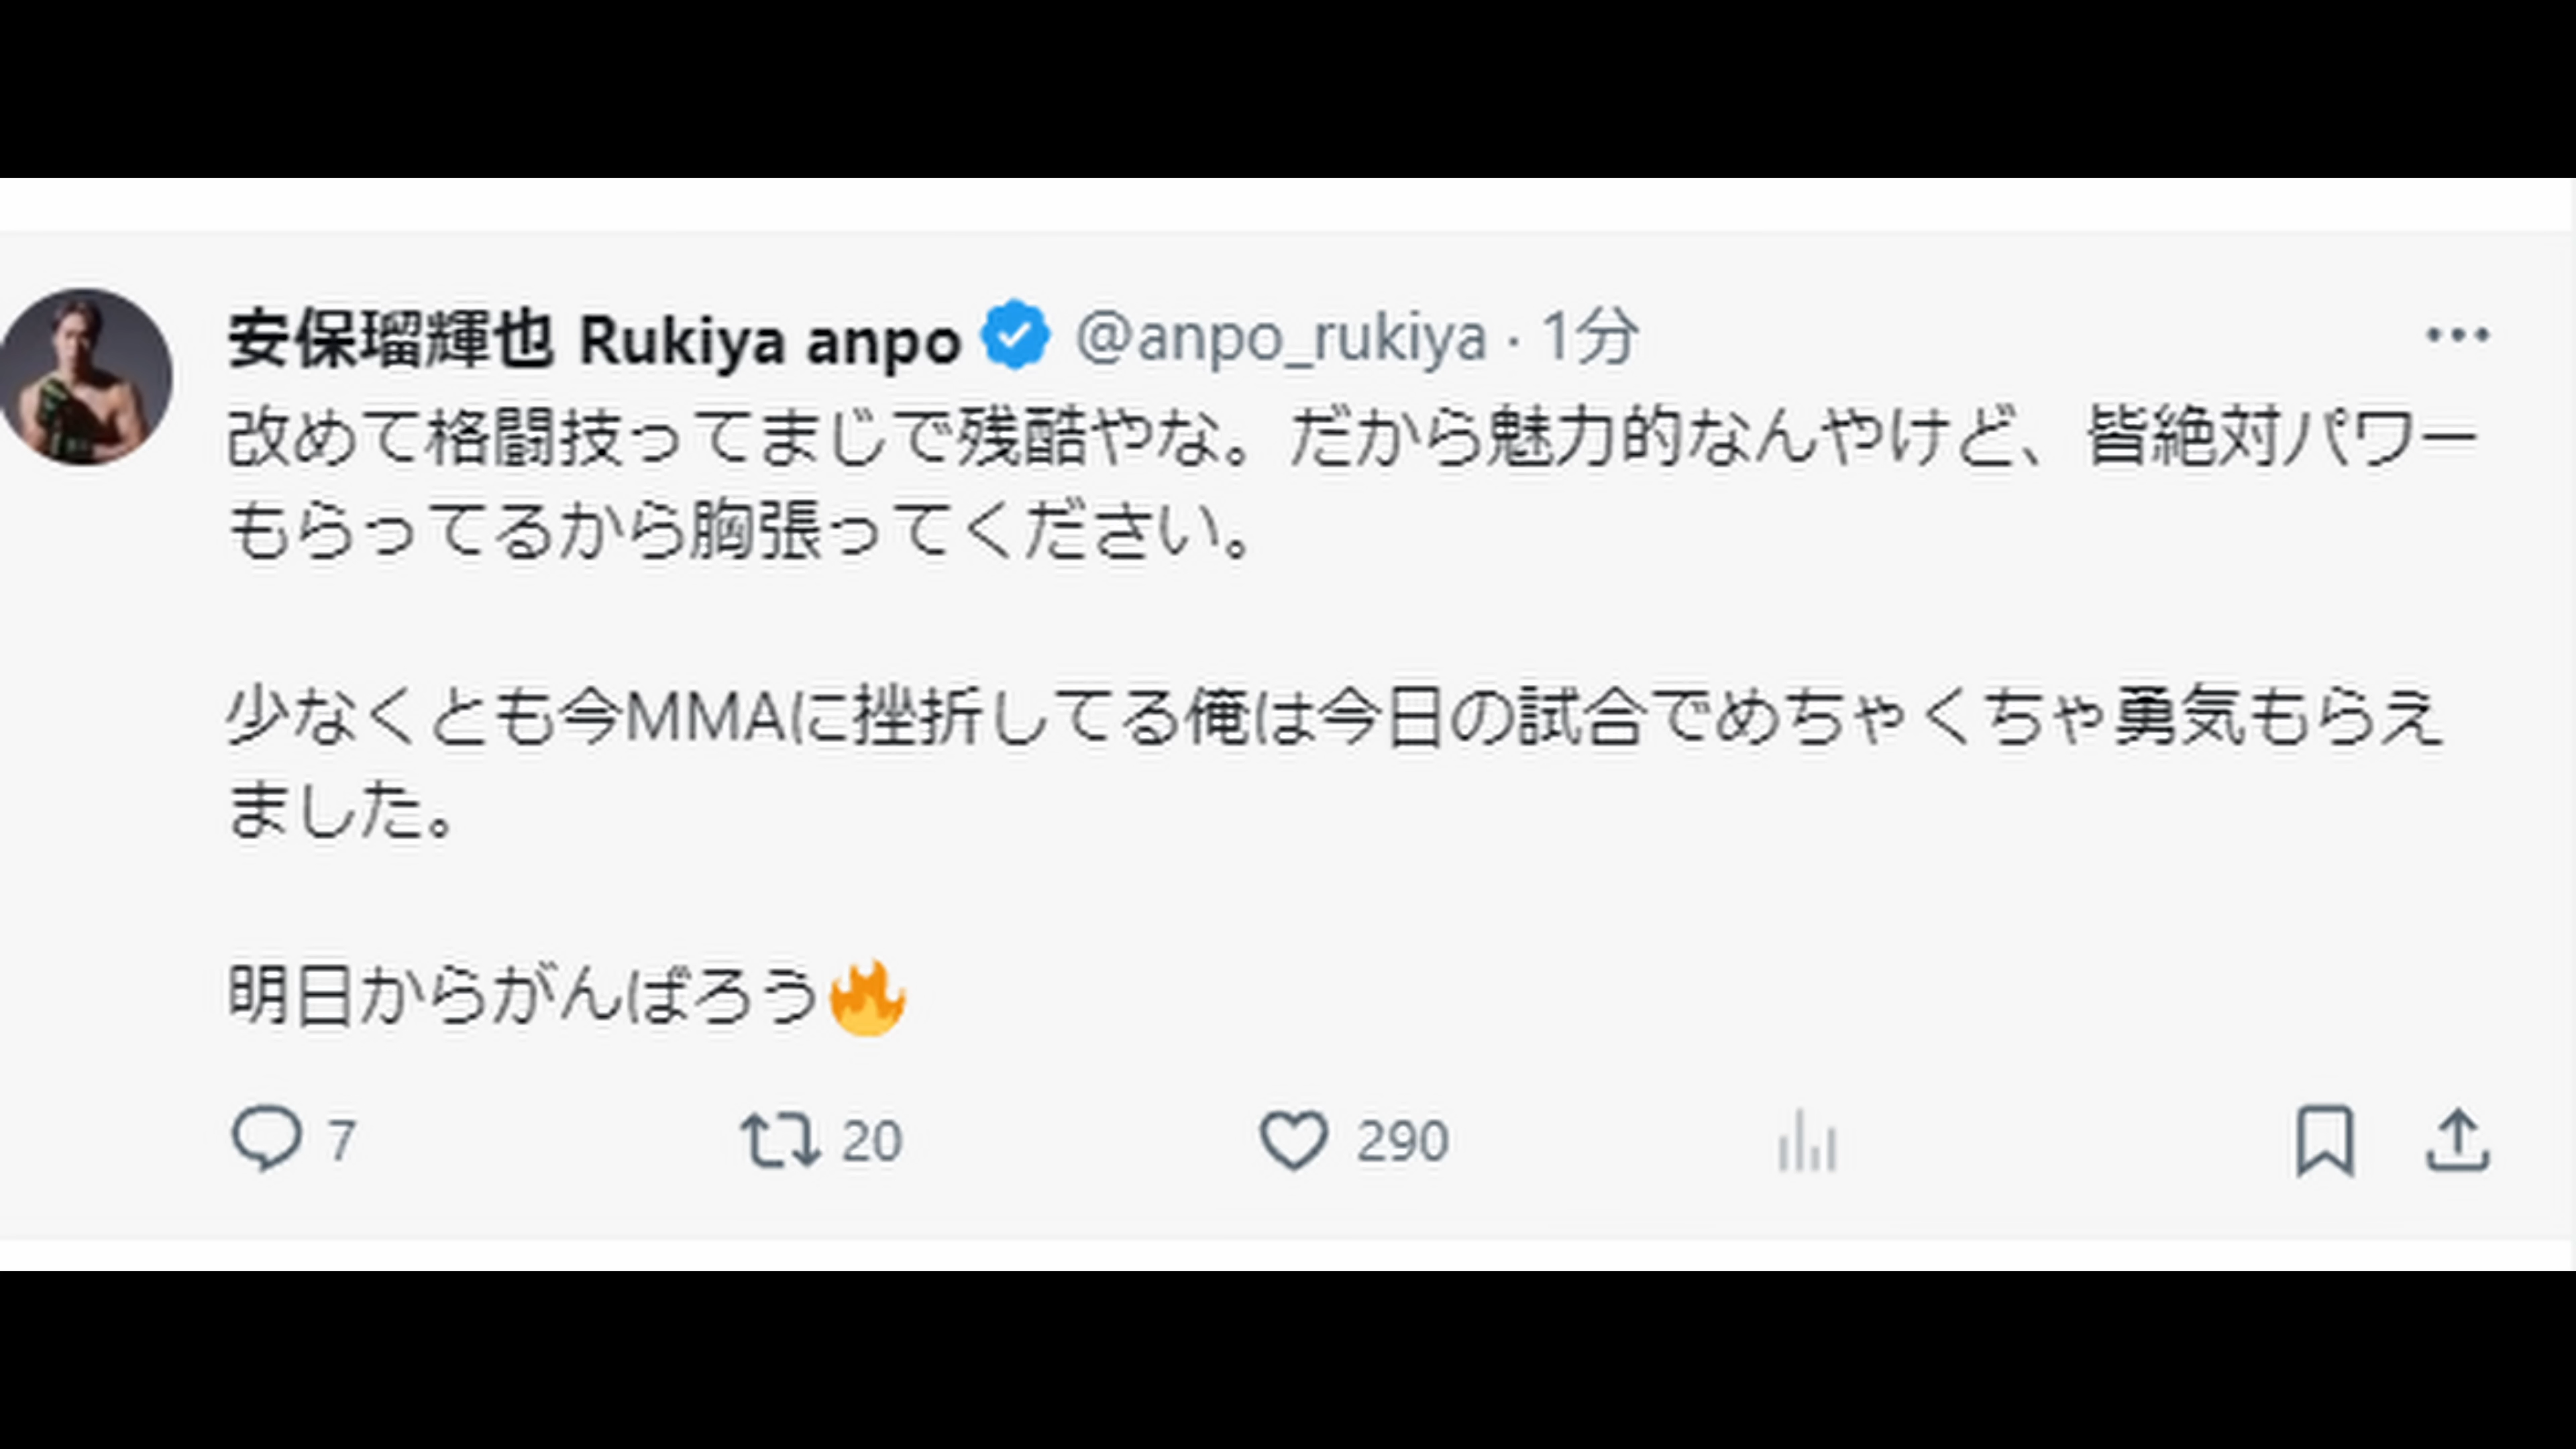 安保瑠輝也 Rukiya anpo @anpo_rukiya · 1分
改めて格闘技ってまじで残酷やな。だから魅力的なんやけど、皆絶対パワー
もらってるから胸張ってください。
少なくとも今MMAに挫折してる俺は今日の試合でめちゃくちゃ勇気もらえ
ました。
明日からがんばろう🔥
7 20 290